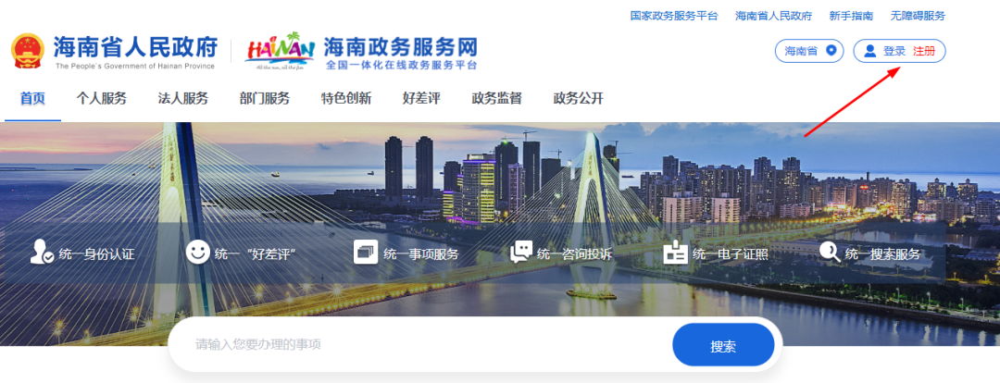 国家政务服务平台 海南省人民政府 新手指南 无障碍服务
海南省人民政府
The People's Government of Hainan Province
HAINAN
All the sun, all the fun.
海南政务服务网
全国一体化在线政务服务平台
海南省
登录 注册
首页 个人服务 法人服务 部门服务 特色创新 好差评 政务监督 政务公开
统一身份认证 统一“好差评” 统一事项服务 统一咨询投诉 统一电子证照 统一搜索服务
请输入您要办理的事项
搜索